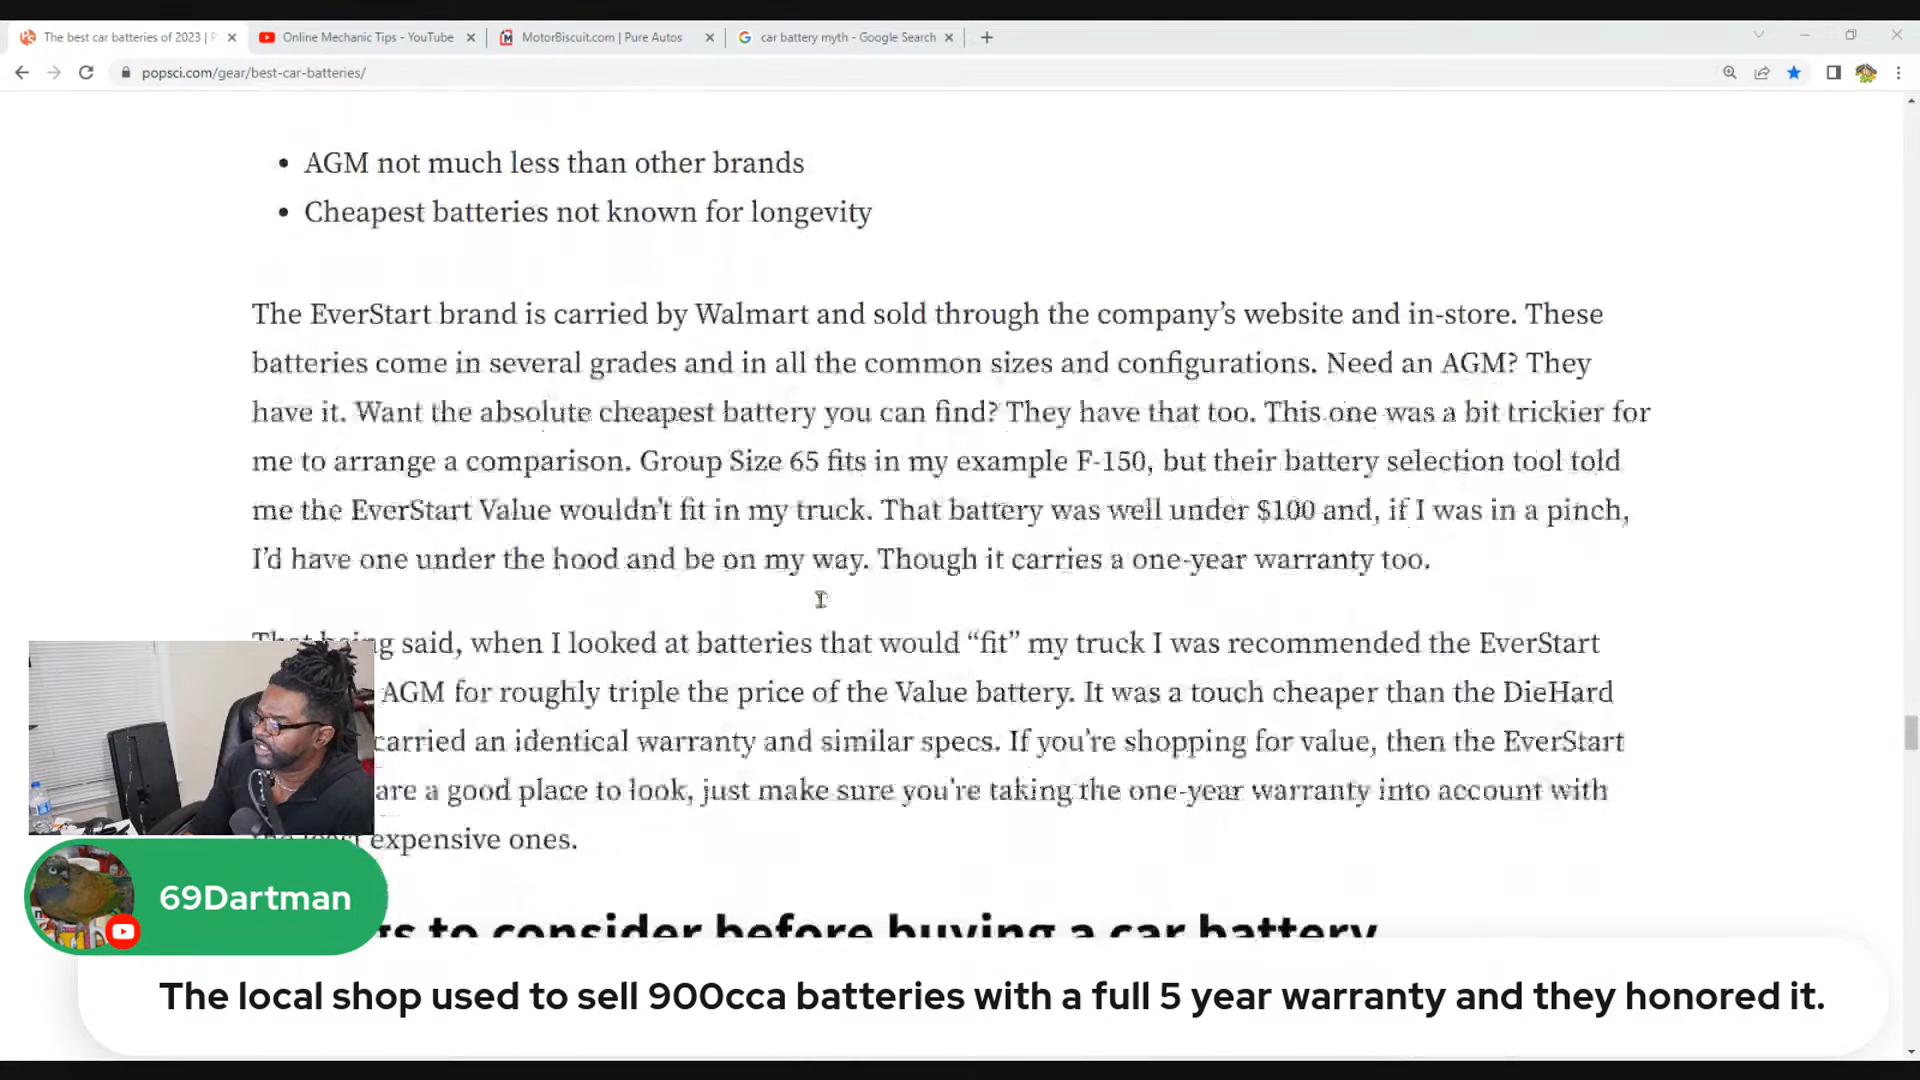 The best car batteries of 2023 | P
Online Mechanic Tips - YouTube
MotorBiscuit.com | Pure Autos
car battery myth - Google Search
popsci.com/gear/best-car-batteries/
AGM not much less than other brands
Cheapest batteries not known for longevity
The EverStart brand is carried by Walmart and sold through the company’s website and in-store. These
batteries come in several grades and in all the common sizes and configurations. Need an AGM? They
have it. Want the absolute cheapest battery you can find? They have that too. This one was a bit trickier for
me to arrange a comparison. Group Size 65 fits in my example F-150, but their battery selection tool told
me the EverStart Value wouldn’t fit in my truck. That battery was well under $100 and, if I was in a pinch,
I’d have one under the hood and be on my way. Though it carries a one-year warranty too.
That being said, when I looked at batteries that would “fit” my truck I was recommended the EverStart
AGM for roughly triple the price of the Value battery. It was a touch cheaper than the DieHard
carried an identical warranty and similar specs. If you’re shopping for value, then the EverStart
are a good place to look, just make sure you’re taking the one-year warranty into account with
expensive ones.
to consider before buying a car battery
69Dartman
The local shop used to sell 900cca batteries with a full 5 year warranty and they honored it.